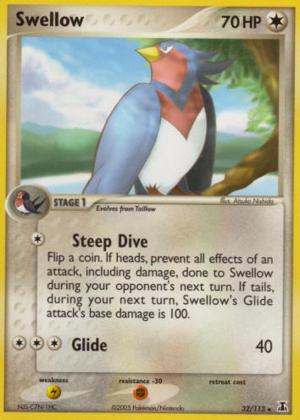 Swellow 70 HP
Illus. Atsuko Nishida
STAGE 1
Evolves from Taillow
Steep Dive
Flip a coin. If heads, prevent all effects of an
attack, including damage, done to Swellow
during your opponent's next turn. If tails,
during your next turn, Swellow's Glide
attack's base damage is 100.
Glide 40
weakness resistance -30 retreat cost
©2005 Pokémon/Nintendo 32/113